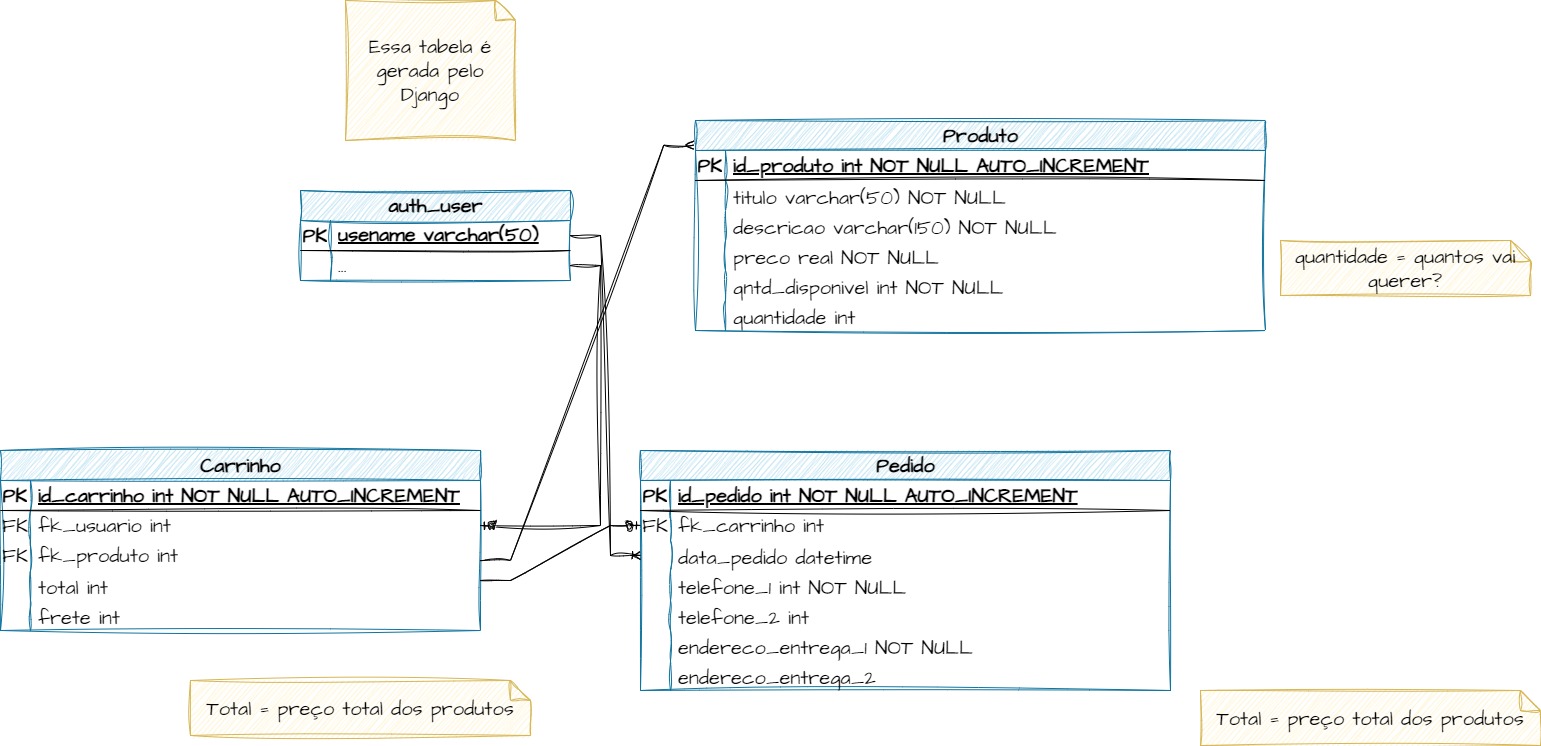 Essa tabela é
gerada pelo
Django
Produto
PK id_produto int NOT NULL AUTO_INCREMENT
titulo varchar(50) NOT NULL
descricao varchar(150) NOT NULL
preco real NOT NULL
qntd_disponivel int NOT NULL
quantidade int
auth_user
PK usename varchar(50)
...
quantidade = quantos vai
querer?
Carrinho
PK id_carrinho int NOT NULL AUTO_INCREMENT
FK fk_usuario int
FK fk_produto int
total int
frete int
Pedido
PK id_pedido int NOT NULL AUTO_INCREMENT
FK fk_carrinho int
data_pedido datetime
telefone_1 int NOT NULL
telefone_2 int
endereco_entrega_1 NOT NULL
endereco_entrega_2
Total = preço total dos produtos
Total = preço total dos produtos